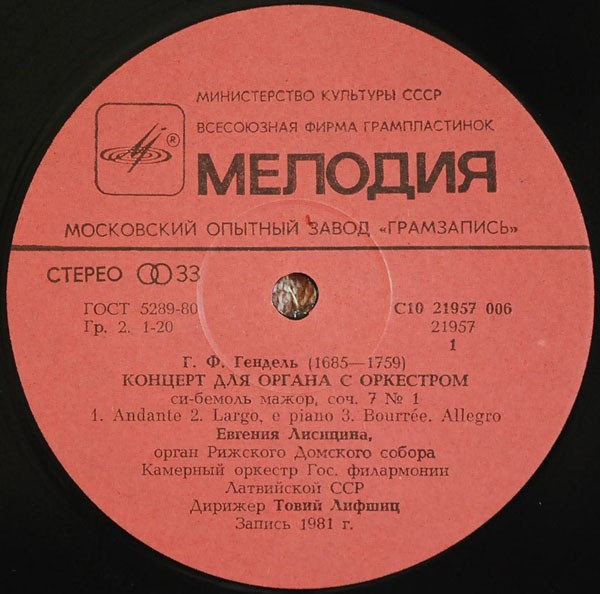 МИНИСТЕРСТВО КУЛЬТУРЫ СССР
ВСЕСОЮЗНАЯ ФИРМА ГРАМПЛАСТИНОК
®
МЕЛОДИЯ
МОСКОВСКИЙ ОПЫТНЫЙ ЗАВОД «ГРАМЗАПИСЬ»
СТЕРЕО 33
ГОСТ 5289-80
Гр. 2. 1-20
С10 21957 006
21957
1
Г. Ф. Гендель (1685—1759)
КОНЦЕРТ ДЛЯ ОРГАНА С ОРКЕСТРОМ
си-бемоль мажор, соч. 7 № 1
1. Andante 2. Largo, e piano 3. Bourrée. Allegro
Евгения Лисицина,
орган Рижского Домского собора
Камерный оркестр Гос. филармонии
Латвийской ССР
Дирижер Товий Лифшиц
Запись 1981 г.